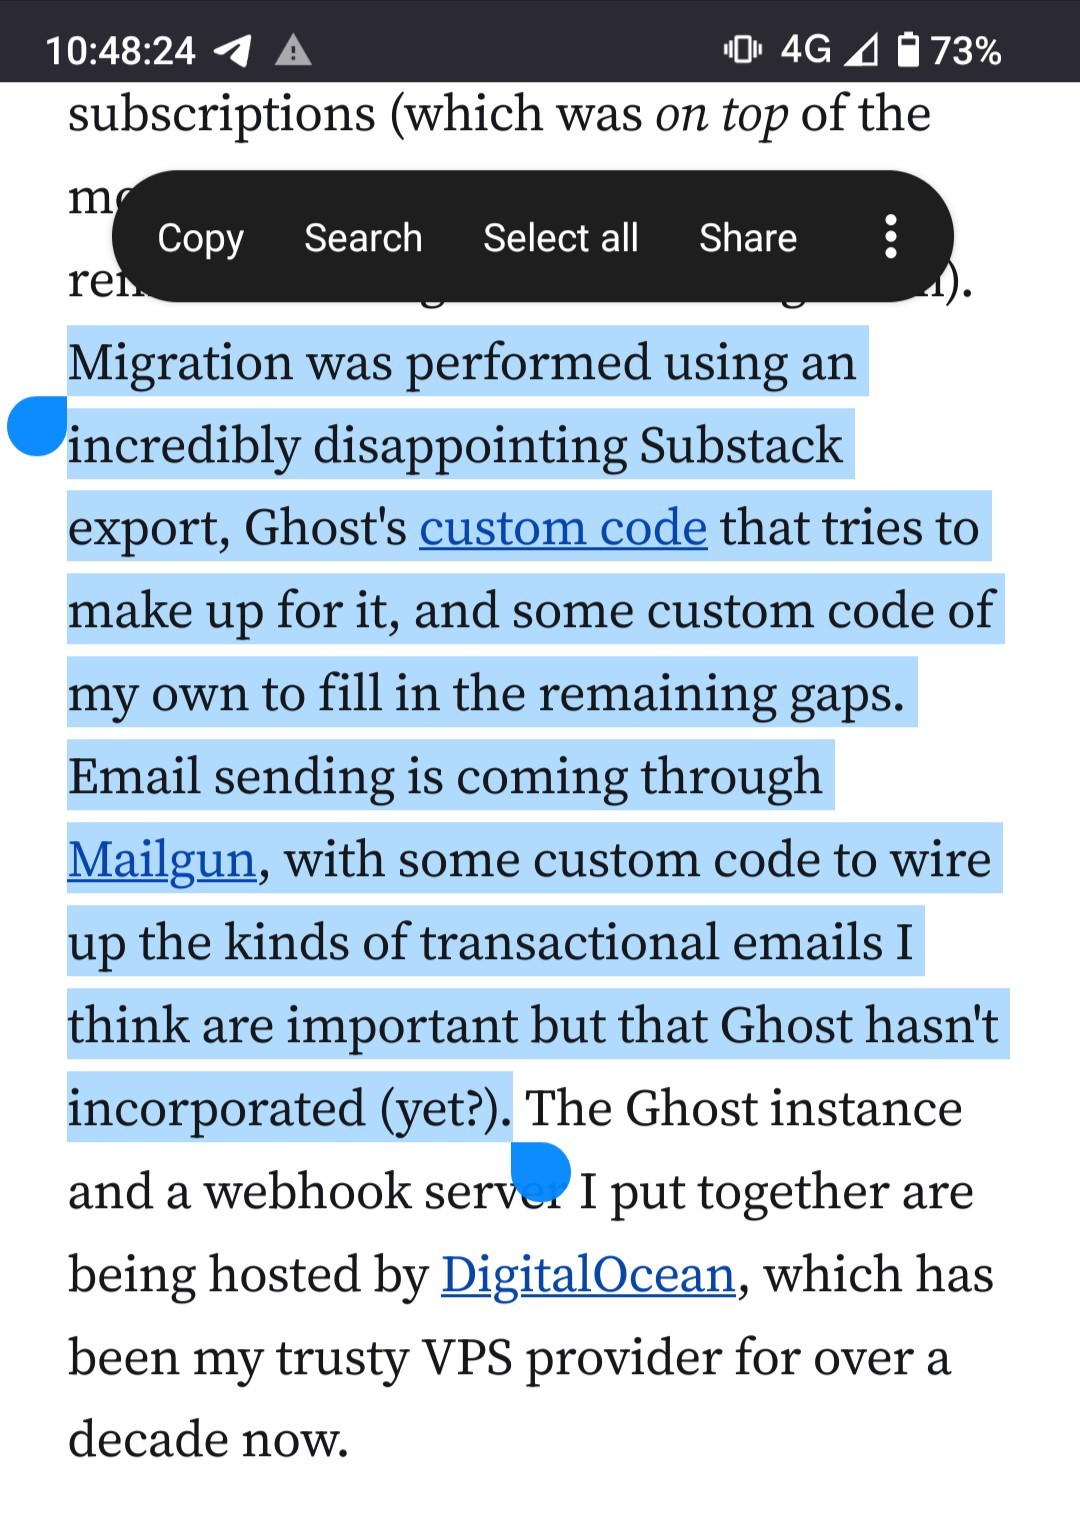 10:48:24 4G 73%
subscriptions (which was on top of the
Copy Search Select all Share
Migration was performed using an
incredibly disappointing Substack
export, Ghost's custom code that tries to
make up for it, and some custom code of
my own to fill in the remaining gaps.
Email sending is coming through
Mailgun, with some custom code to wire
up the kinds of transactional emails I
think are important but that Ghost hasn't
incorporated (yet?). The Ghost instance
and a webhook server I put together are
being hosted by DigitalOcean, which has
been my trusty VPS provider for over a
decade now.